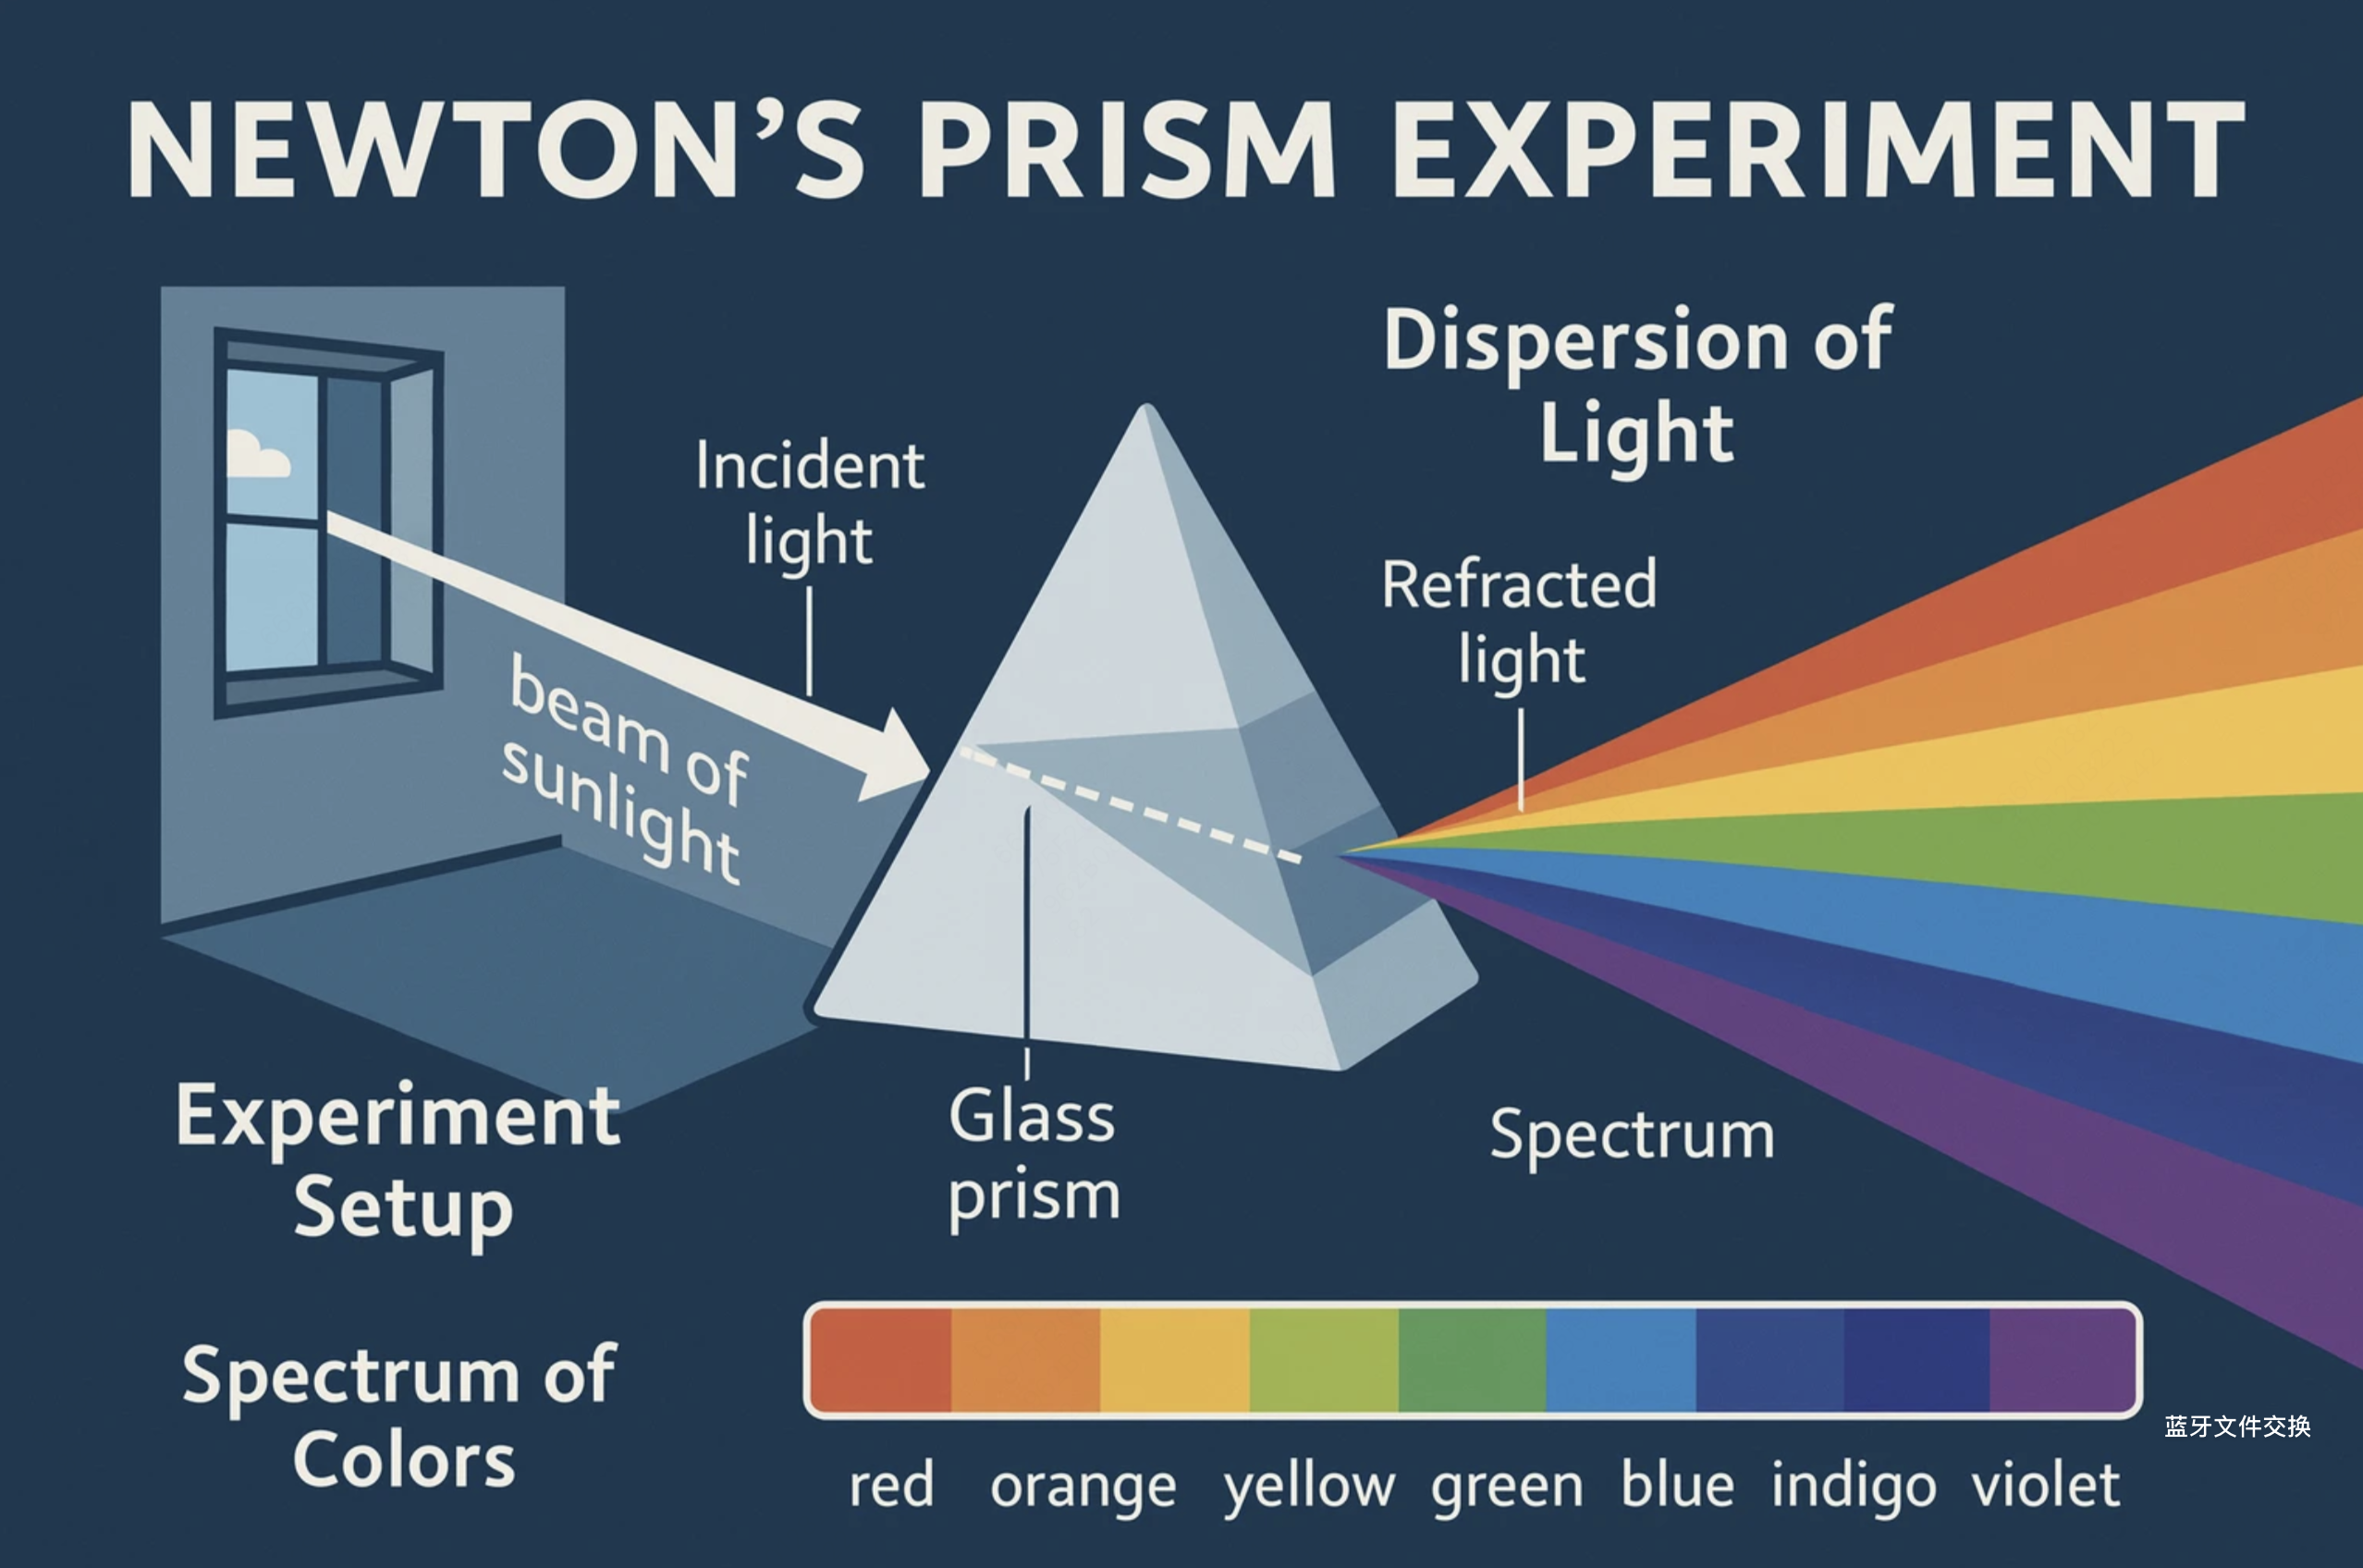 NEWTON’S PRISM EXPERIMENT
Incident
light
beam of
sunlight
Dispersion of
Light
Refracted
light
Experiment
Setup
Glass
prism
Spectrum
Spectrum of
Colors
蓝牙文件交换
red orange yellow green blue indigo violet